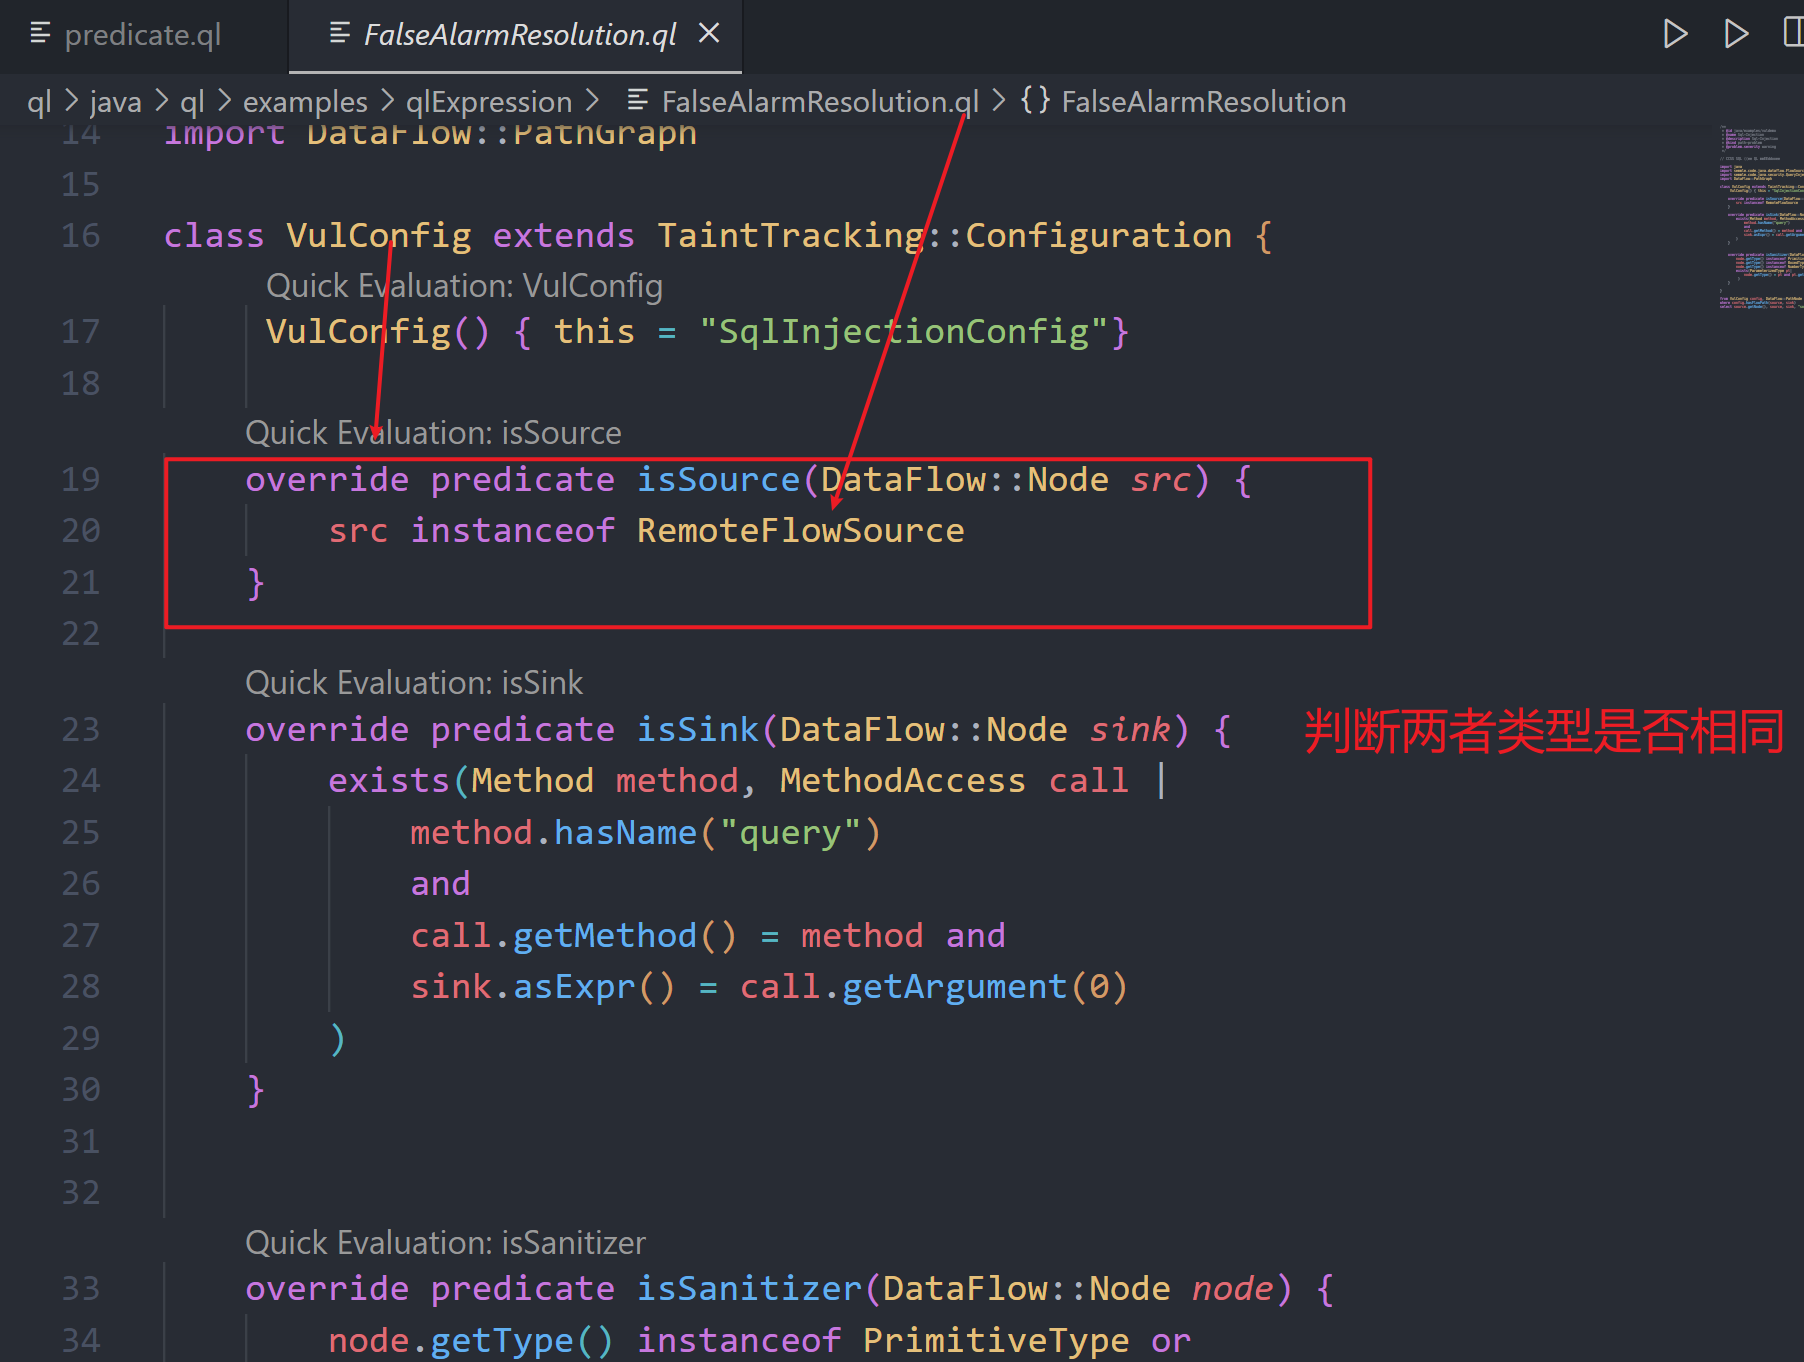 predicate.ql
FalseAlarmResolution.ql
ql > java > ql > examples > qlExpression > FalseAlarmResolution.ql > {} FalseAlarmResolution
14 import DataFlow::PathGraph
15
16 class VulConfig extends TaintTracking::Configuration {
Quick Evaluation: VulConfig
17 VulConfig() { this = "SqlInjectionConfig"}
18
Quick Evaluation: isSource
19 override predicate isSource(DataFlow::Node src) {
20 src instanceof RemoteFlowSource
21 }
22
Quick Evaluation: isSink
23 override predicate isSink(DataFlow::Node sink) {
判断两者类型是否相同
24 exists(Method method, MethodAccess call |
25 method.hasName("query")
26 and
27 call.getMethod() = method and
28 sink.asExpr() = call.getArgument(0)
29 )
30 }
31
32
Quick Evaluation: isSanitizer
33 override predicate isSanitizer(DataFlow::Node node) {
34 node.getType() instanceof PrimitiveType or